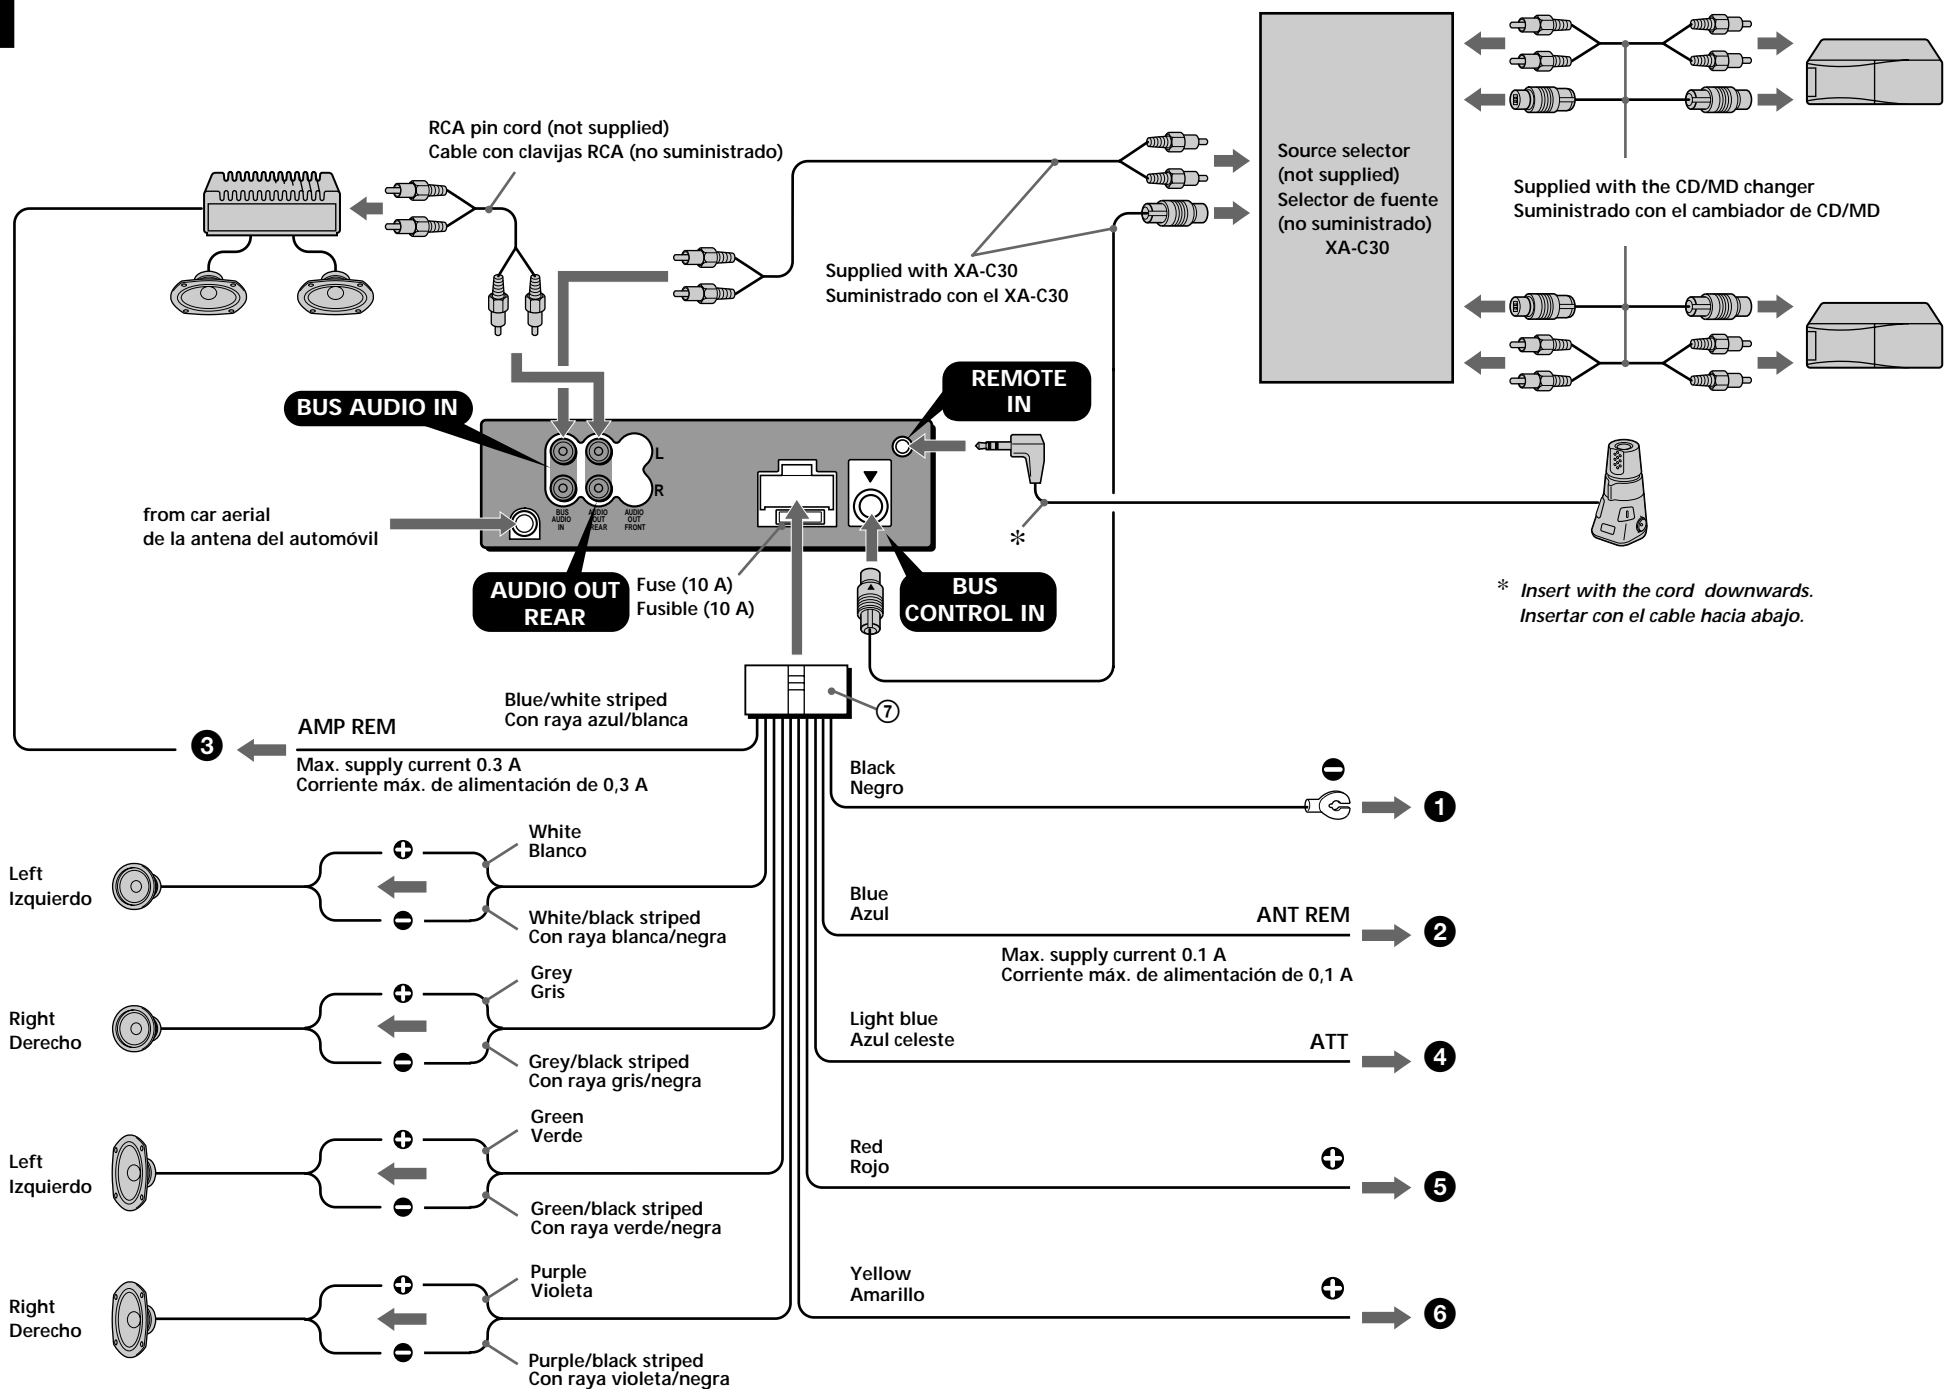 RCA pin cord (not supplied)
Cable con clavijas RCA (no suministrado)
Source selector
(not supplied)
Selector de fuente
(no suministrado)
XA-C30
Supplied with the CD/MD changer
Suministrado con el cambiador de CD/MD
Supplied with XA-C30
Suministrado con el XA-C30
BUS AUDIO IN
REMOTE
IN
L
R
BUS
AUDIO
IN
AUDIO
OUT
REAR
AUDIO
OUT
FRONT
from car aerial
de la antena del automóvil
*
AUDIO OUT
REAR
Fuse (10 A)
Fusible (10 A)
BUS
CONTROL IN
* Insert with the cord downwards.
Insertar con el cable hacia abajo.
Blue/white striped
Con raya azul/blanca
7
3
AMP REM
Max. supply current 0.3 A
Corriente máx. de alimentación de 0,3 A
Black
Negro
1
Left
Izquierdo
White
Blanco
White/black striped
Con raya blanca/negra
Blue
Azul
ANT REM
2
Max. supply current 0.1 A
Corriente máx. de alimentación de 0,1 A
Right
Derecho
Grey
Gris
Grey/black striped
Con raya gris/negra
Light blue
Azul celeste
ATT
4
Left
Izquierdo
Green
Verde
Green/black striped
Con raya verde/negra
Red
Rojo
5
Right
Derecho
Purple
Violeta
Purple/black striped
Con raya violeta/negra
Yellow
Amarillo
6